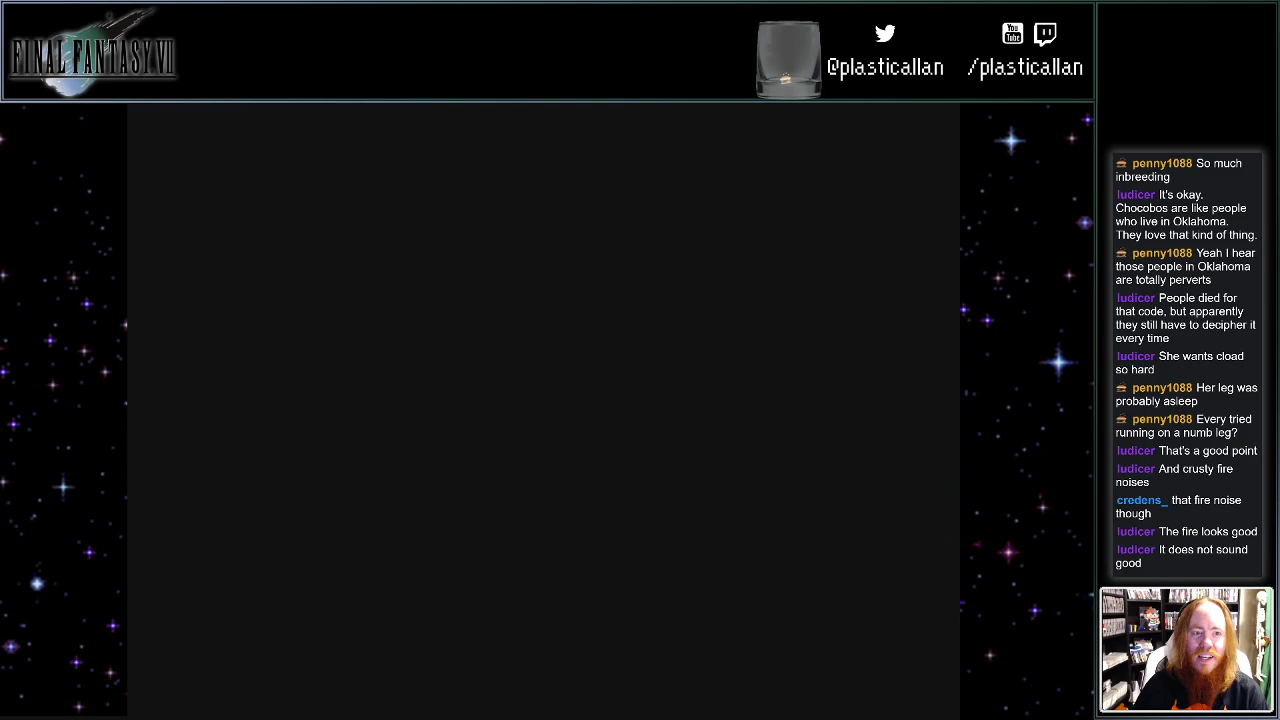 FINAL FANTASY VII
@plasticallan
You
Tube
/plasticallan
penny1088 So much
inbreeding
ludicer It's okay.
Chocobos are like people
who live in Oklahoma.
They love that kind of thing.
penny1088 Yeah I hear
those people in Oklahoma
are totally perverts
ludicer People died for
that code, but apparently
they still have to decipher it
every time
ludicer She wants cload
so hard
penny1088 Her leg was
probably asleep
penny1088 Every tried
running on a numb leg?
ludicer That's a good point
ludicer And crusty fire
noises
credens_ that fire noise
though
ludicer The fire looks good
ludicer It does not sound
good